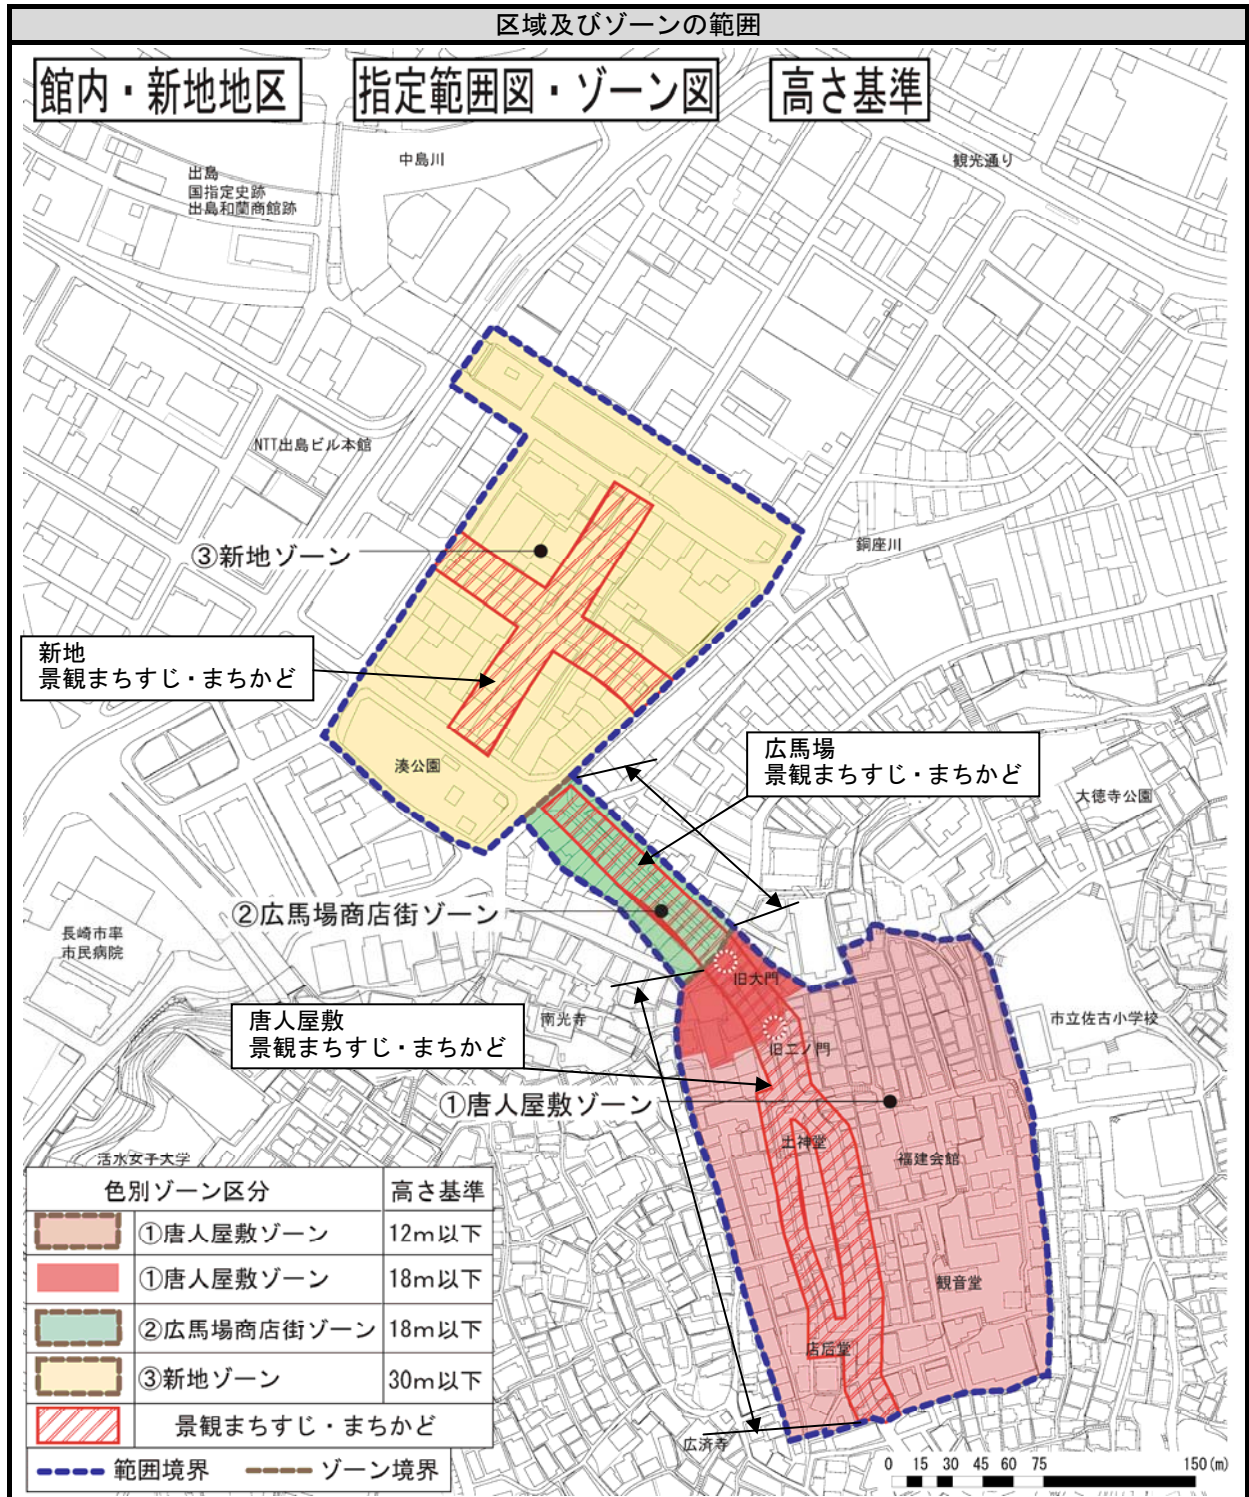 区域及びゾーンの範囲
館内・新地地区
指定範囲図・ゾーン図
高さ基準
中島川
観光通り
出島
国指定史跡
出島和蘭商館跡
NTT出島ビル本館
銅座川
③新地ゾーン
新地
景観まちすじ・まちかど
湊公園
広馬場
景観まちすじ・まちかど
大徳寺公園
②広馬場商店街ゾーン
長崎市率
市民病院
旧大門
唐人屋敷
景観まちすじ・まちかど
南光寺
市立佐古小学校
旧二ノ門
①唐人屋敷ゾーン
土神堂
福建会館
活水女子大学
観音堂
店后堂
広済寺
色別ゾーン区分 高さ基準
①唐人屋敷ゾーン 12m以下
①唐人屋敷ゾーン 18m以下
②広馬場商店街ゾーン 18m以下
③新地ゾーン 30m以下
景観まちすじ・まちかど
範囲境界 ゾーン境界
0 15 30 45 60 75 150(m)